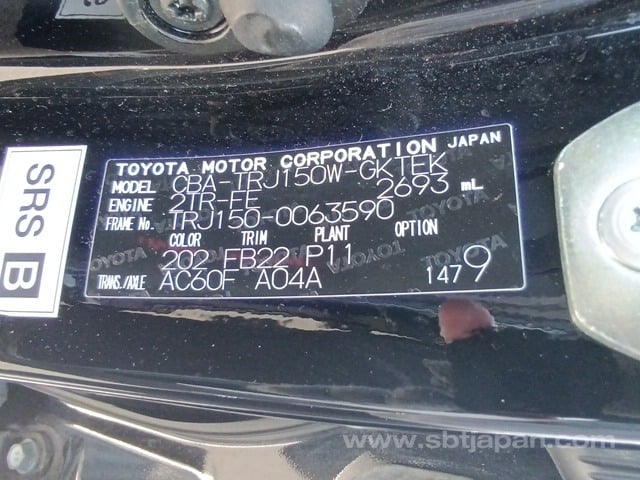 TOYOTA MOTOR CORPORATION JAPAN
MODEL CBA-TRJ150W-GKTEK
ENGINE 2TR-FE 2693 mL
FRAME No. TRJ150-0063590
COLOR TRIM PLANT OPTION
202 FB22 P11
TRANS./AXLE AC60F A04A 1479
SRS B
www.sbtjapan.com